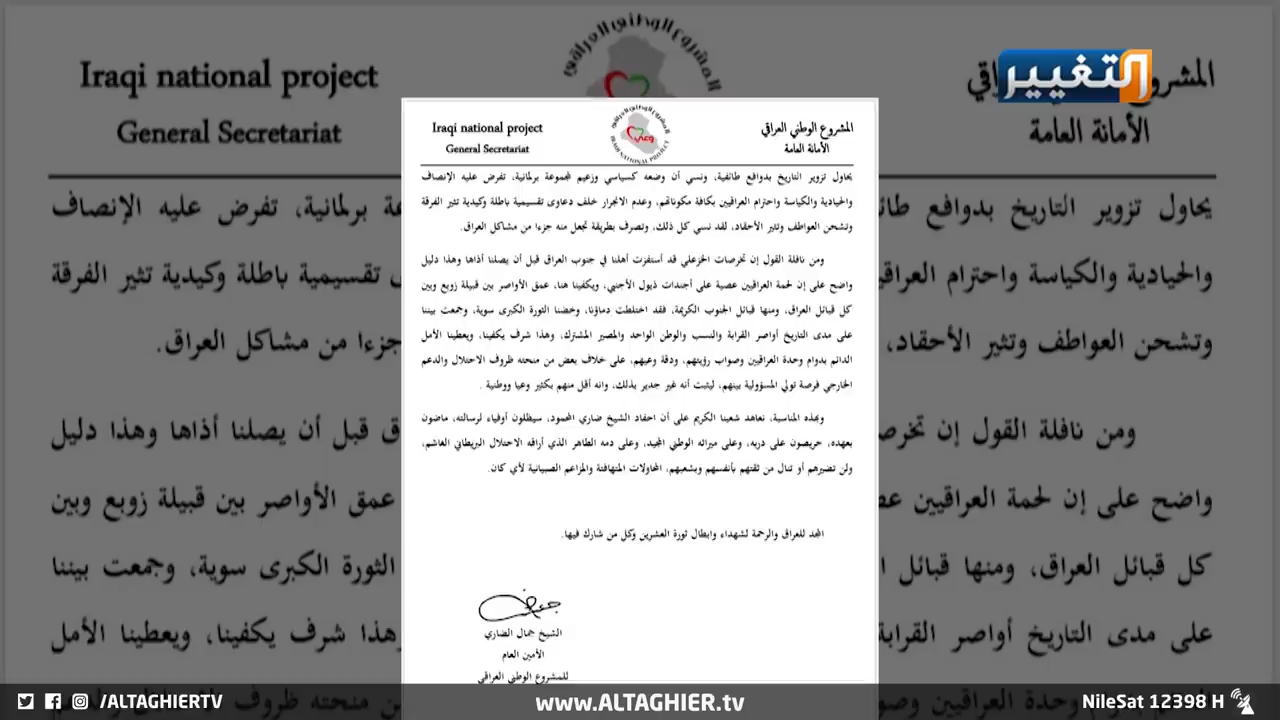 التغيير
Iraqi national project
General Secretariat
المشروع الوطني العراقي
الأمانة العامة
IRAQI NATIONAL PROJECT
يحاول تزوير التاريخ بدوافع طائفية، ونسي أن وضعه كسياسي وزعيم لمجموعة برلمانية، تفرض عليه الإنصاف
والحيادية والكياسة واحترام العراقيين بكافة مكوناتهم، وعدم الانجرار خلف دعاوى تقسيمية باطلة وكيدية تثير الفرقة
وتشحن العواطف وتثير الأحقاد، لقد نسي كل ذلك، وتصرف بطريقة تجعل منه جزءا من مشاكل العراق.
ومن نافلة القول إن تخرصات الخزعلي قد أستفزت أهلنا في جنوب العراق قبل أن يصلنا أذاها وهذا دليل
واضح على إن لحمة العراقيين عصية على أجندات ذيول الأجنبي، ويكفينا هنا، عمق الأواصر بين قبيلة زوبع وبين
كل قبائل العراق، ومنها قبائل الجنوب الكريمة، فقد اختلطت دماؤنا، وخضنا الثورة الكبرى سوية، وجمعت بيننا
على مدى التاريخ أواصر القرابة والنسب والوطن الواحد والمصير المشترك، وهذا شرف يكفينا، ويعطينا الأمل
الدائم بدوام وحدة العراقيين وصواب رؤيتهم، ودقة وعيهم، على خلاف بعض من منحته ظروف الاحتلال والدعم
الخارجي فرصة تولي المسؤولية بينهم، ليثبت أنه غير جدير بذلك، وانه أقل منهم بكثير وعيا ووطنية .
وبهذه المناسبة، نعاهد شعبنا الكريم على أن احفاد الشيخ ضاري المحمود، سيظلون أوفياء لرسالته، ماضون
بعهده، حريصون على دربه، وعلى ميراثه الوطني المجيد، وعلى دمه الطاهر الذي أراقه الاحتلال البريطاني الغاشم،
ولن تضيرهم أو تنال من ثقتهم بأنفسهم وبشعبهم، المحاولات المتهافتة والمزاعم الصبيانية لأي كان.
المجد للعراق والرحمة لشهداء وابطال ثورة العشرين وكل من شارك فيها.
الشيخ جمال الضاري
الأمين العام
للمشروع الوطني العراقي
/ALTAGHIERTV
www.ALTAGHIER.tv
NileSat 12398 H